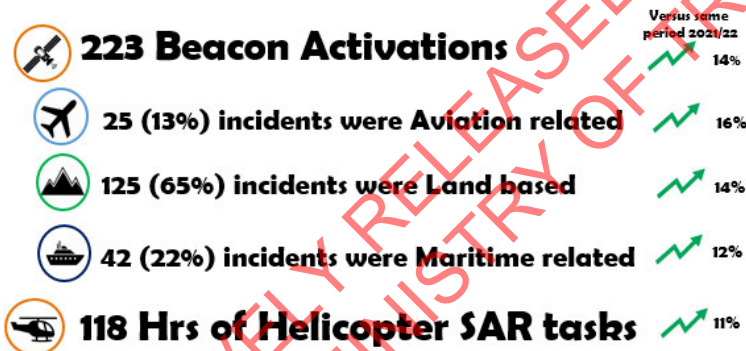 Versus same
period 2021/22
223 Beacon Activations
14%
25 (13%) incidents were Aviation related
16%
125 (65%) incidents were Land based
14%
42 (22%) incidents were Maritime related
12%
118 Hrs of Helicopter SAR tasks
11%